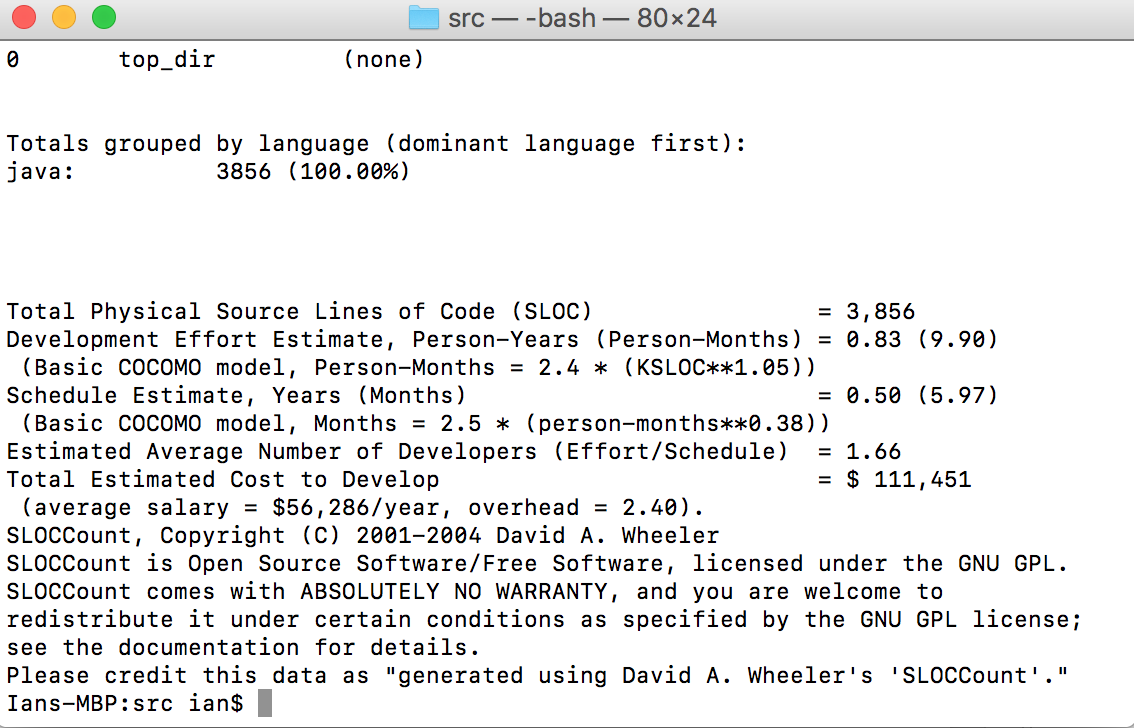 src — -bash — 80×24
0       top_dir         (none)
Totals grouped by language (dominant language first):
java:          3856 (100.00%)
Total Physical Source Lines of Code (SLOC)                = 3,856
Development Effort Estimate, Person-Years (Person-Months) = 0.83 (9.90)
 (Basic COCOMO model, Person-Months = 2.4 * (KSLOC**1.05))
Schedule Estimate, Years (Months)                         = 0.50 (5.97)
 (Basic COCOMO model, Months = 2.5 * (person-months**0.38))
Estimated Average Number of Developers (Effort/Schedule)  = 1.66
Total Estimated Cost to Develop                           = $ 111,451
 (average salary = $56,286/year, overhead = 2.40).
SLOCCount, Copyright (C) 2001-2004 David A. Wheeler
SLOCCount is Open Source Software/Free Software, licensed under the GNU GPL.
SLOCCount comes with ABSOLUTELY NO WARRANTY, and you are welcome to
redistribute it under certain conditions as specified by the GNU GPL license;
see the documentation for details.
Please credit this data as "generated using David A. Wheeler's 'SLOCCount'."
Ians-MBP:src ian$